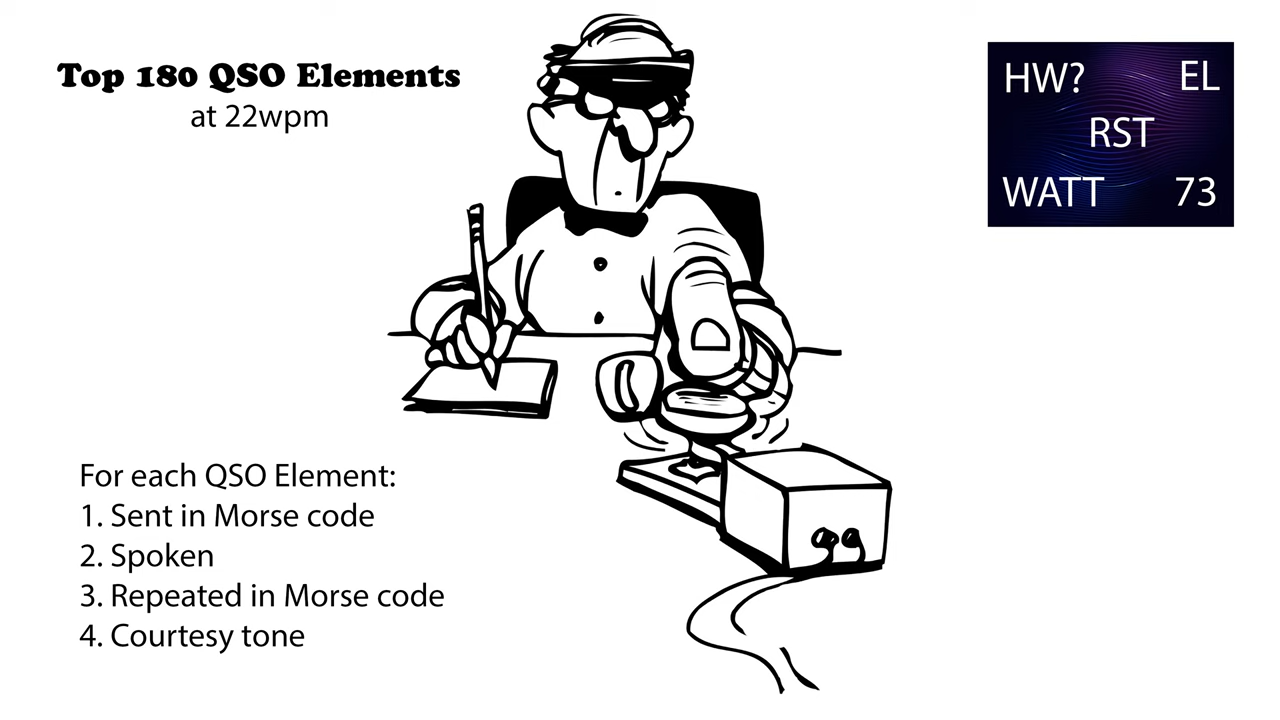 Top 180 QSO Elements
at 22wpm
HW? EL
RST
WATT 73
For each QSO Element:
1. Sent in Morse code
2. Spoken
3. Repeated in Morse code
4. Courtesy tone